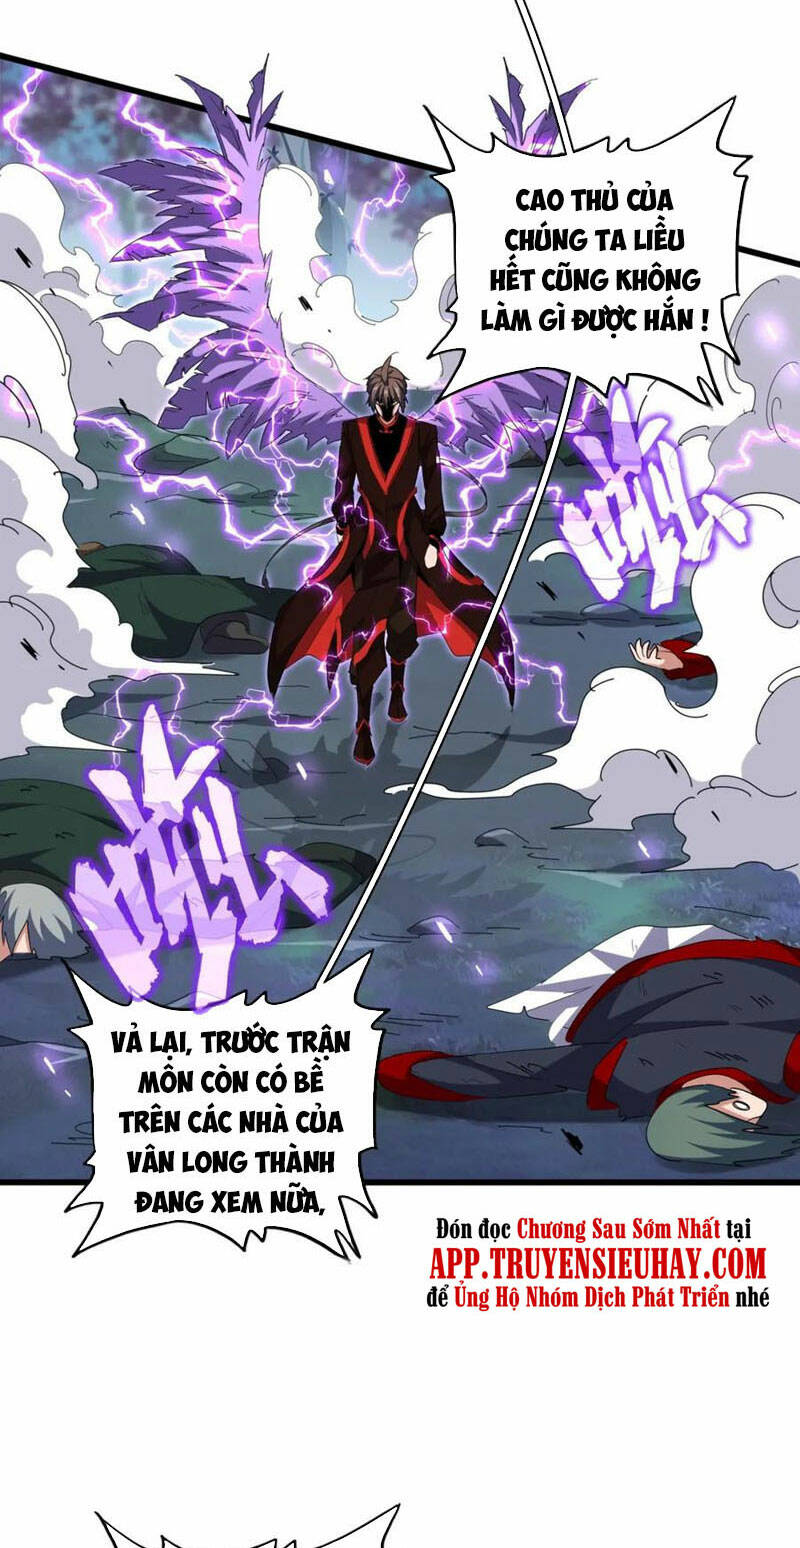 CAO THỦ CỦA
CHÚNG TA LIỀU
HẾT CŨNG KHÔNG
LÀM GÌ ĐƯỢC HẮN !
VẢ LẠI, TRƯỚC TRẬN
MÔN CÒN CÓ BỀ
TRÊN CÁC NHÀ CỦA
VÂN LONG THÀNH
ĐANG XEM NỮA,
Đón đọc Chương Sau Sớm Nhất tại
APP.TRUYENSIEUHAY.COM
để Ủng Hộ Nhóm Dịch Phát Triển nhé